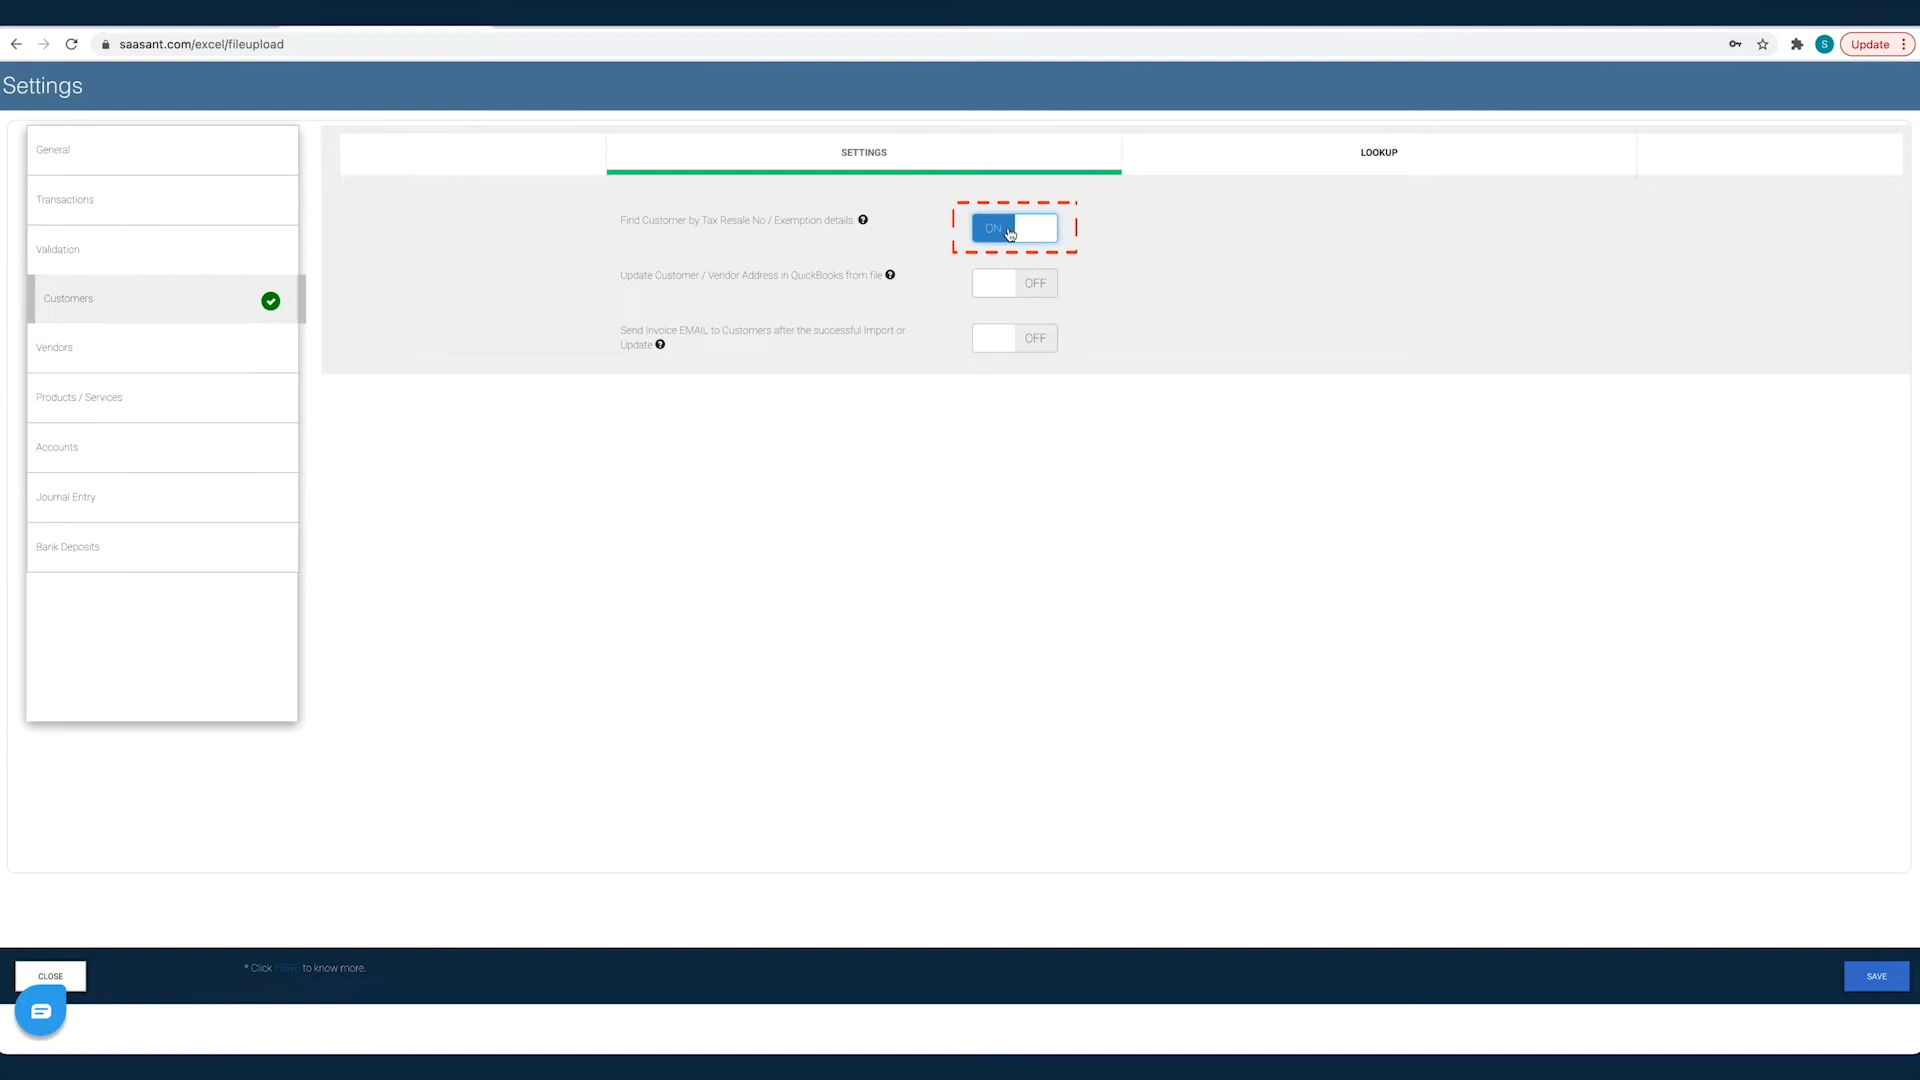 saasant.com/excel/fileupload
S
Update
Settings
General
Transactions
Validation
Customers
Vendors
Products / Services
Accounts
Journal Entry
Bank Deposits
SETTINGS
LOOKUP
Find Customer by Tax Resale No / Exemption details ?
ON
Update Customer / Vendor Address in QuickBooks from file ?
OFF
Send Invoice EMAIL to Customers after the successful Import or
Update ?
OFF
CLOSE
* Click HERE to know more.
SAVE